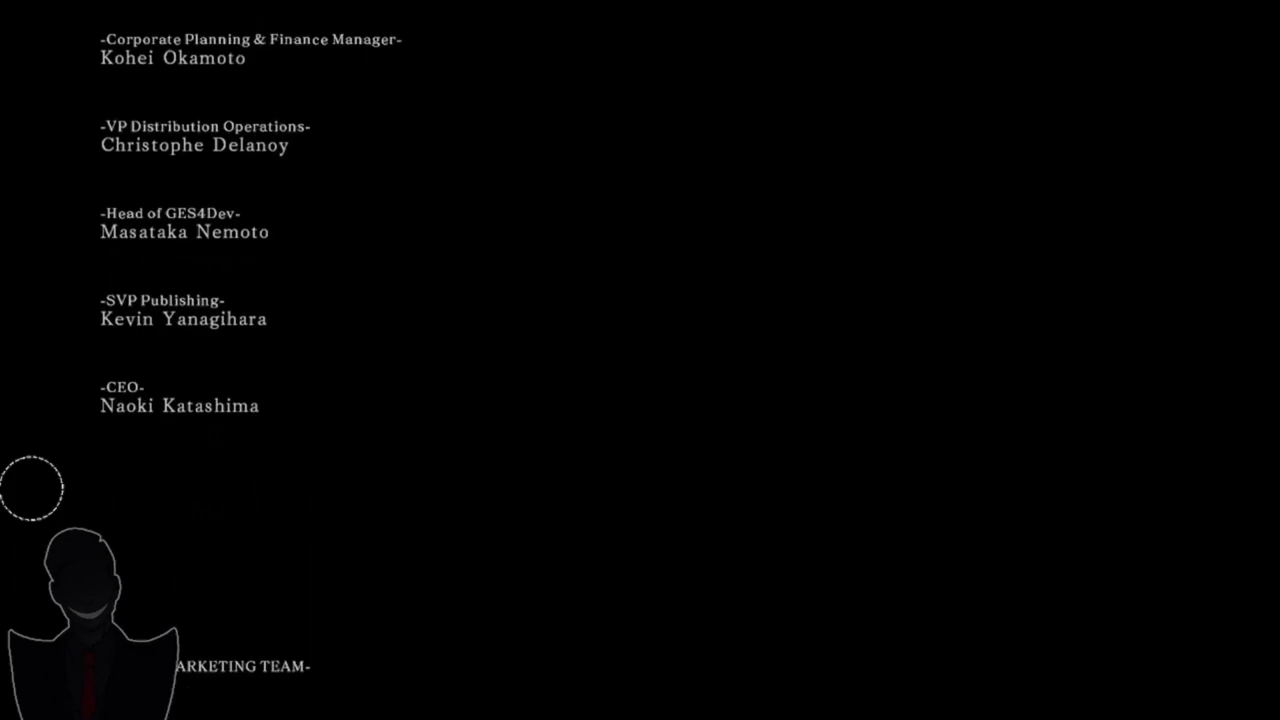 -Corporate Planning & Finance Manager-
Kohei Okamoto
-VP Distribution Operations-
Christophe Delanoy
-Head of GES4Dev-
Masataka Nemoto
-SVP Publishing-
Kevin Yanagihara
-CEO-
Naoki Katashima
ARKETING TEAM-